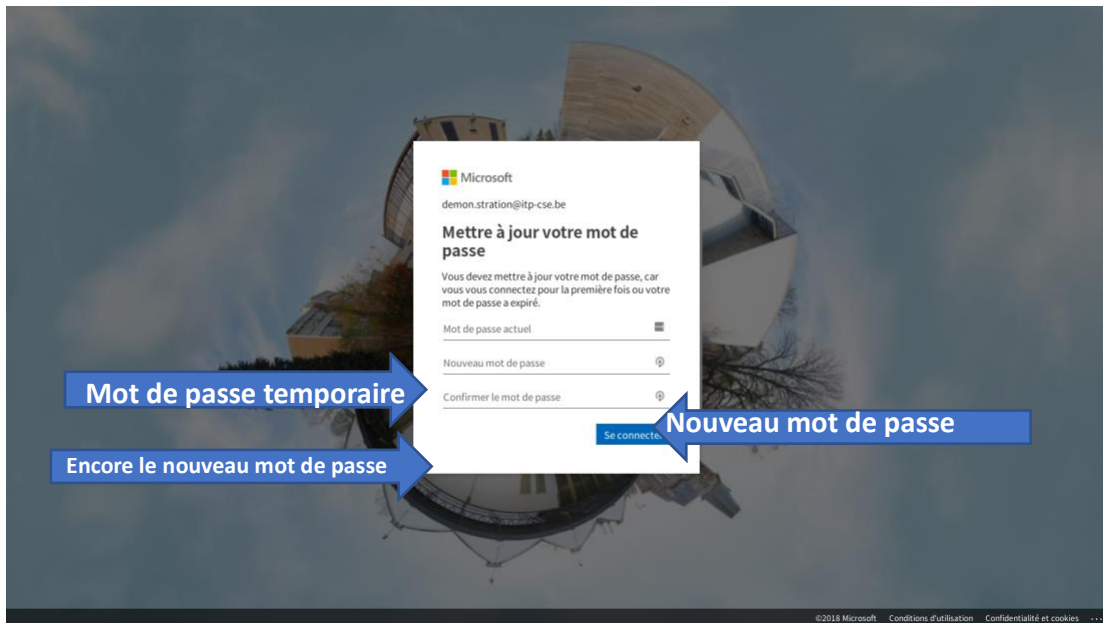 Microsoft
demon.stration@itp-cse.be
Mettre à jour votre mot de
passe
Vous devez mettre à jour votre mot de passe, car
vous vous connectez pour la première fois ou votre
mot de passe a expiré.
Mot de passe actuel
Nouveau mot de passe
Mot de passe temporaire
Confirmer le mot de passe
Nouveau mot de passe
Se connecter
Encore le nouveau mot de passe
©2018 Microsoft Conditions d'utilisation Confidentialité et cookies ...